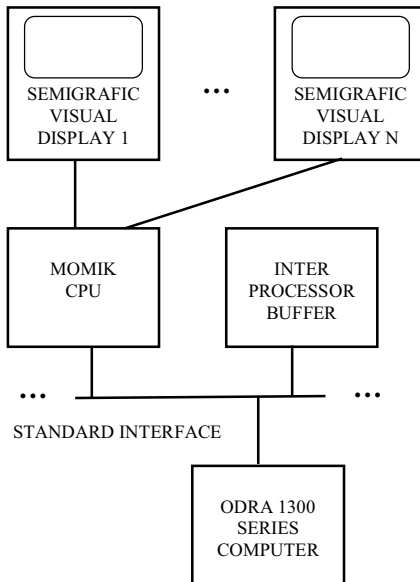 SEMIGRAFIC
VISUAL
DISPLAY 1
...
SEMIGRAFIC
VISUAL
DISPLAY N
MOMIK
CPU
INTER
PROCESSOR
BUFFER
...
...
STANDARD INTERFACE
ODRA 1300
SERIES
COMPUTER